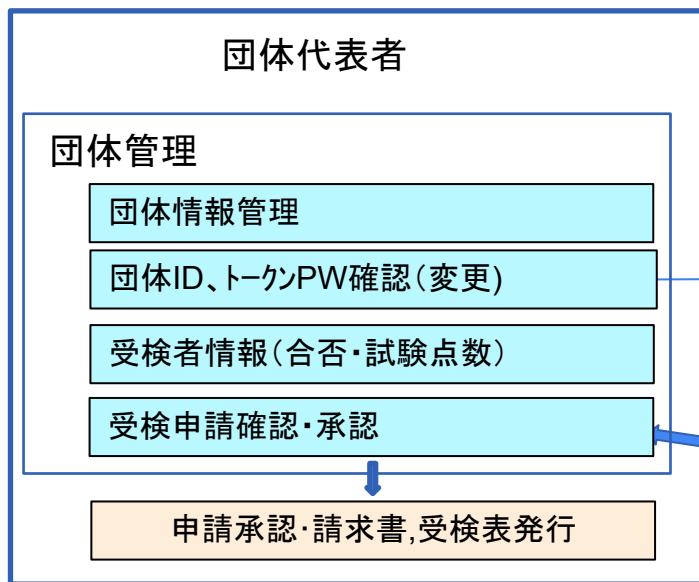 団体代表者
団体管理
団体情報管理
団体ID、トークンPW確認(変更)
受検者情報(合否・試験点数)
受検申請確認・承認
申請承認・請求書,受検表発行